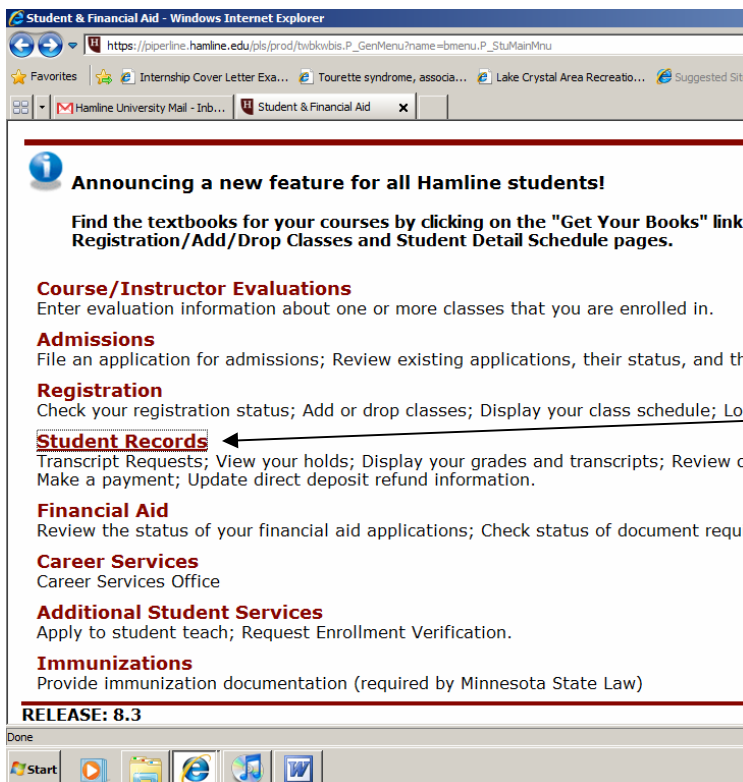 Student & Financial Aid - Windows Internet Explorer
https://piperline.hamline.edu/pls/prod/twbkwbis.P_GenMenu?name=bmenu.P_StuMainMnu
Favorites Internship Cover Letter Exa... Tourette syndrome, associa... Lake Crystal Area Recreatio... Suggested Sit
Hamline University Mail - Inb... Student & Financial Aid x
Announcing a new feature for all Hamline students!
Find the textbooks for your courses by clicking on the "Get Your Books" link
Registration/Add/Drop Classes and Student Detail Schedule pages.
Course/Instructor Evaluations
Enter evaluation information about one or more classes that you are enrolled in.
Admissions
File an application for admissions; Review existing applications, their status, and th
Registration
Check your registration status; Add or drop classes; Display your class schedule; Lo
Student Records
Transcript Requests; View your holds; Display your grades and transcripts; Review c
Make a payment; Update direct deposit refund information.
Financial Aid
Review the status of your financial aid applications; Check status of document requ
Career Services
Career Services Office
Additional Student Services
Apply to student teach; Request Enrollment Verification.
Immunizations
Provide immunization documentation (required by Minnesota State Law)
RELEASE: 8.3
Done
Start